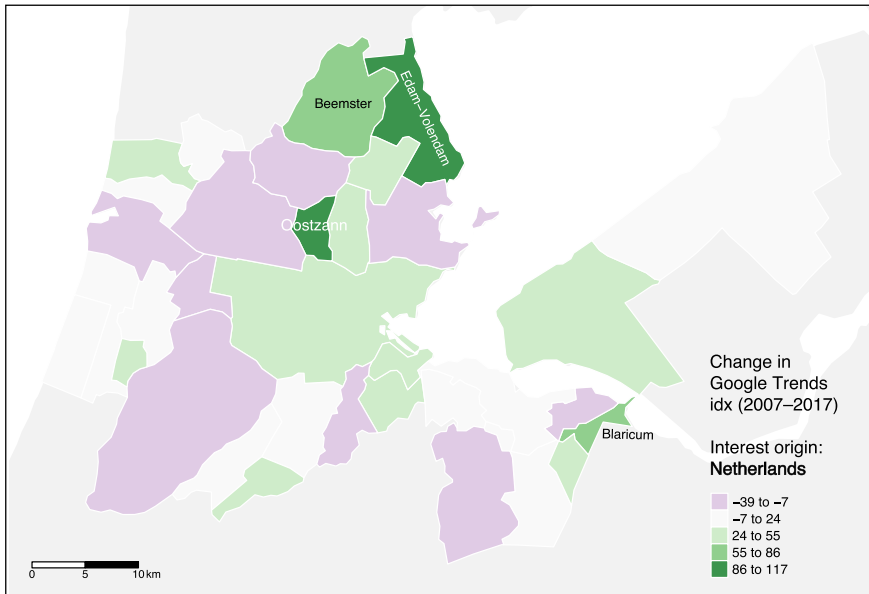 Beemster
Edam–Volendam
Oostzann
Blaricum
Change in
Google Trends
idx (2007–2017)
Interest origin:
Netherlands
−39 to −7
−7 to 24
24 to 55
55 to 86
86 to 117
0 5 10 km